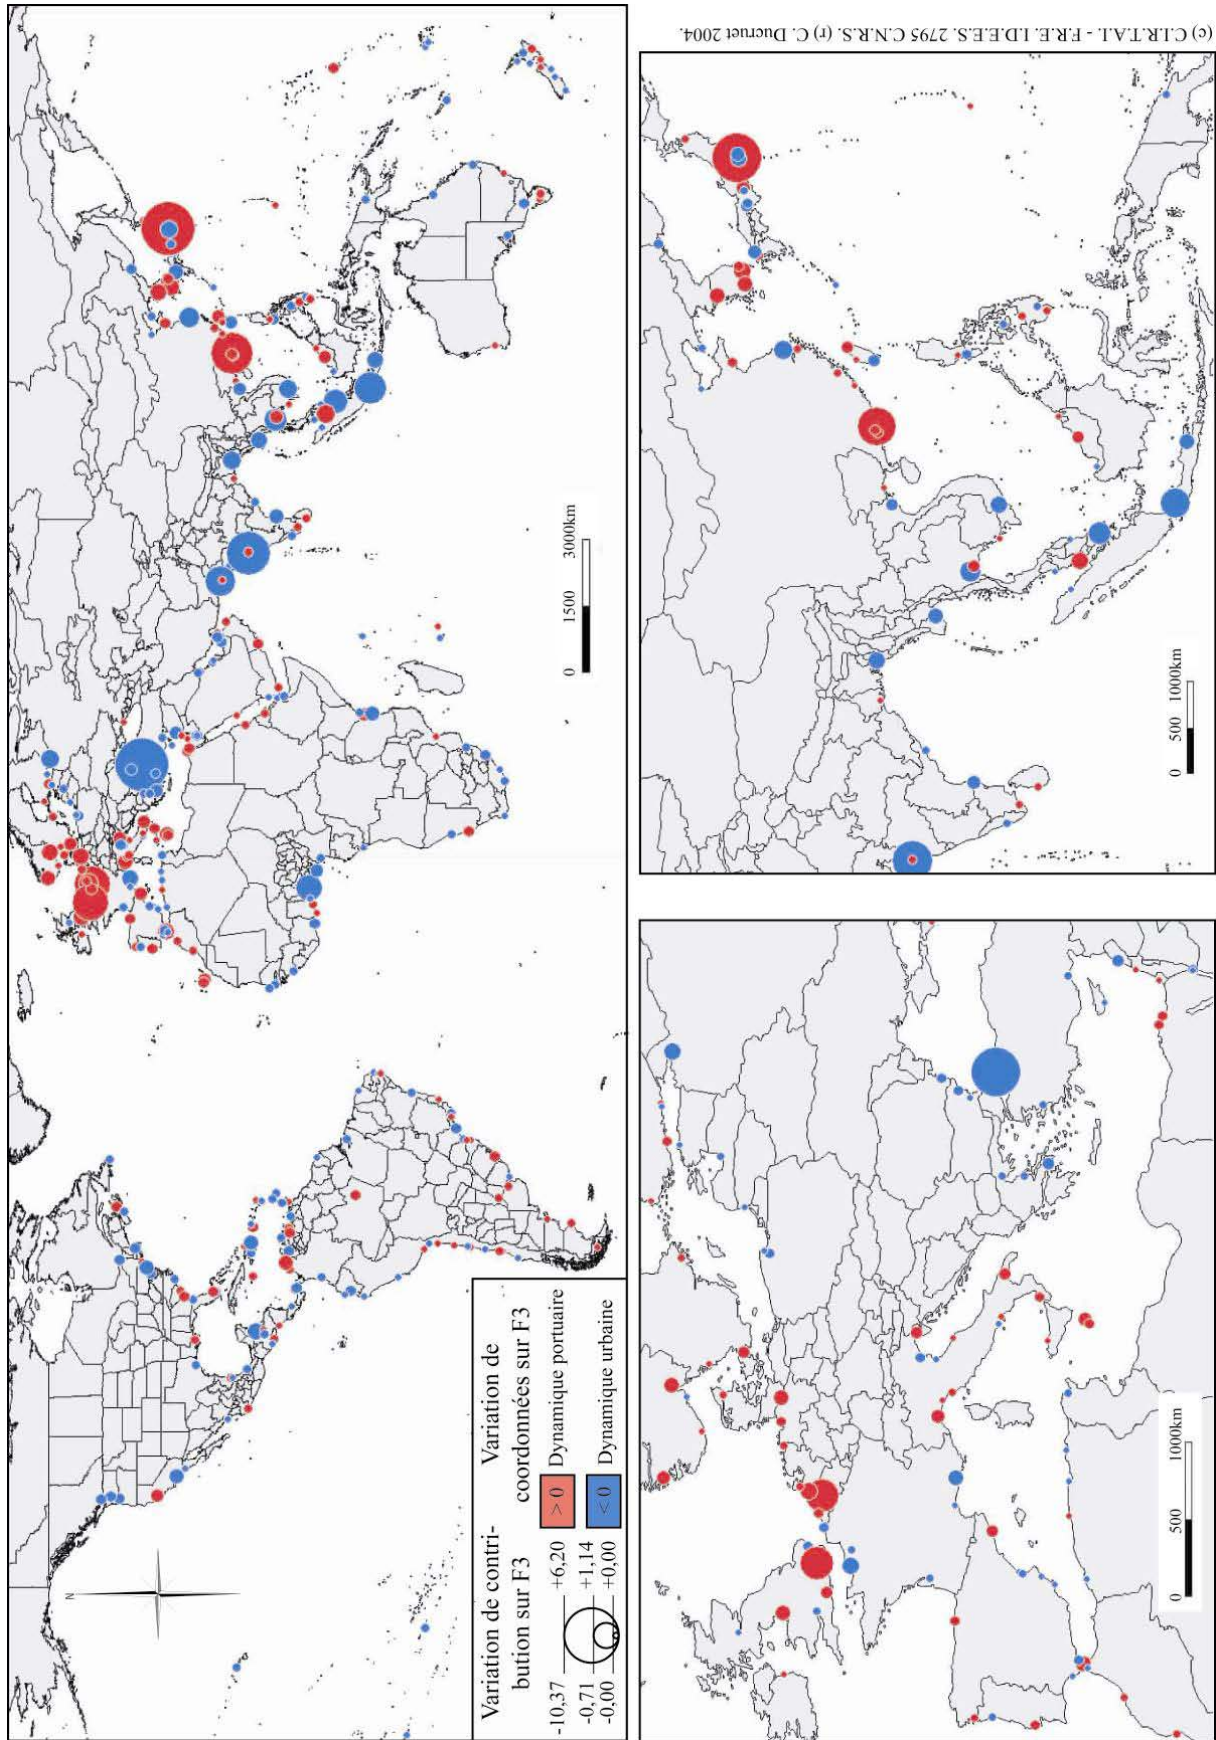 N
Variation de contri-
bution sur F3
Variation de
coordonnées sur F3
-10,37
+6,20
-0,71
+1,14
-0,00
+0,00
> 0
Dynamique portuaire
< 0
Dynamique urbaine
0 1500 3000km
0 500 1000km
0 500 1000km
(c) C.I.R.T.A.I. - F.R.E. I.D.E.E.S. 2795 C.N.R.S. (r) C. Ducruet 2004.